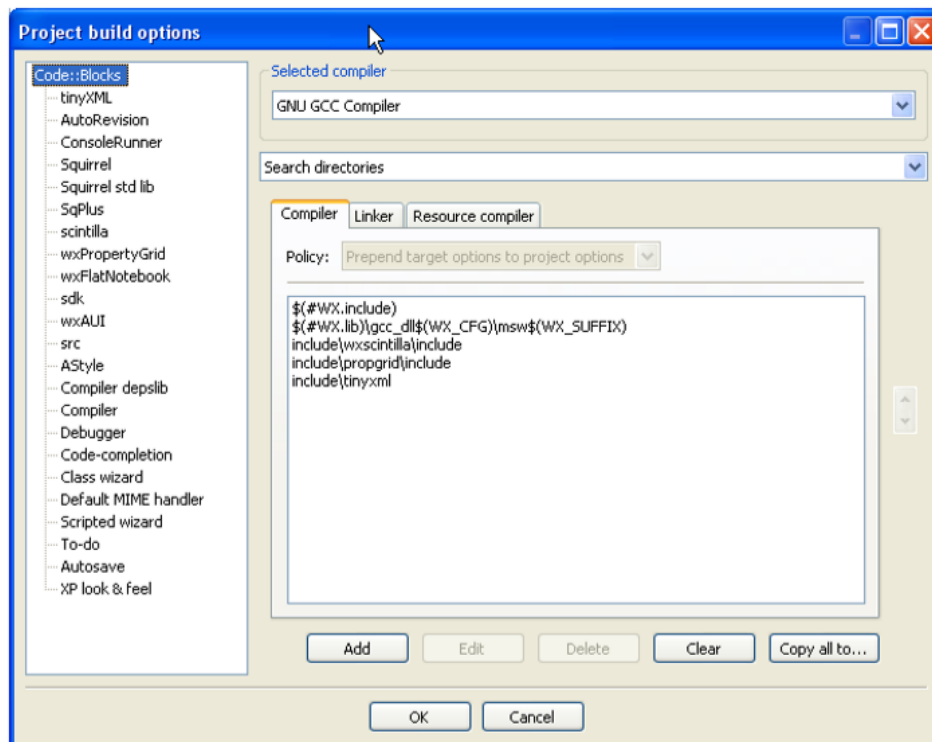 Project build options
Code::Blocks
tinyXML
AutoRevision
ConsoleRunner
Squirrel
Squirrel std lib
SqPlus
scintilla
wxPropertyGrid
wxFlatNotebook
sdk
wxAUI
src
AStyle
Compiler depslib
Compiler
Debugger
Code-completion
Class wizard
Default MIME handler
Scripted wizard
To-do
Autosave
XP look & feel
Selected compiler
GNU GCC Compiler
Search directories
Compiler Linker Resource compiler
Policy: Prepend target options to project options
$(#WX.include)
$(#WX.lib)\gcc_dll$(WX_CFG)\msw$(WX_SUFFIX)
include\wxscintilla\include
include\propgrid\include
include\tinyxml
Add Edit Delete Clear Copy all to...
OK Cancel